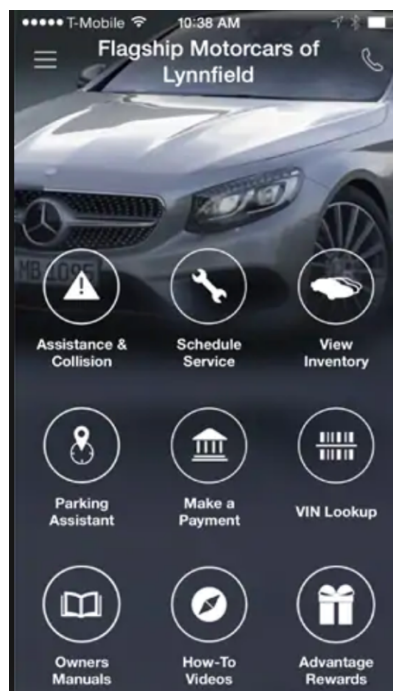 T-Mobile 10:38 AM
Flagship Motorcars of
Lynnfield
Assistance &
Collision
Schedule
Service
View
Inventory
Parking
Assistant
Make a
Payment
VIN Lookup
Owners
Manuals
How-To
Videos
Advantage
Rewards